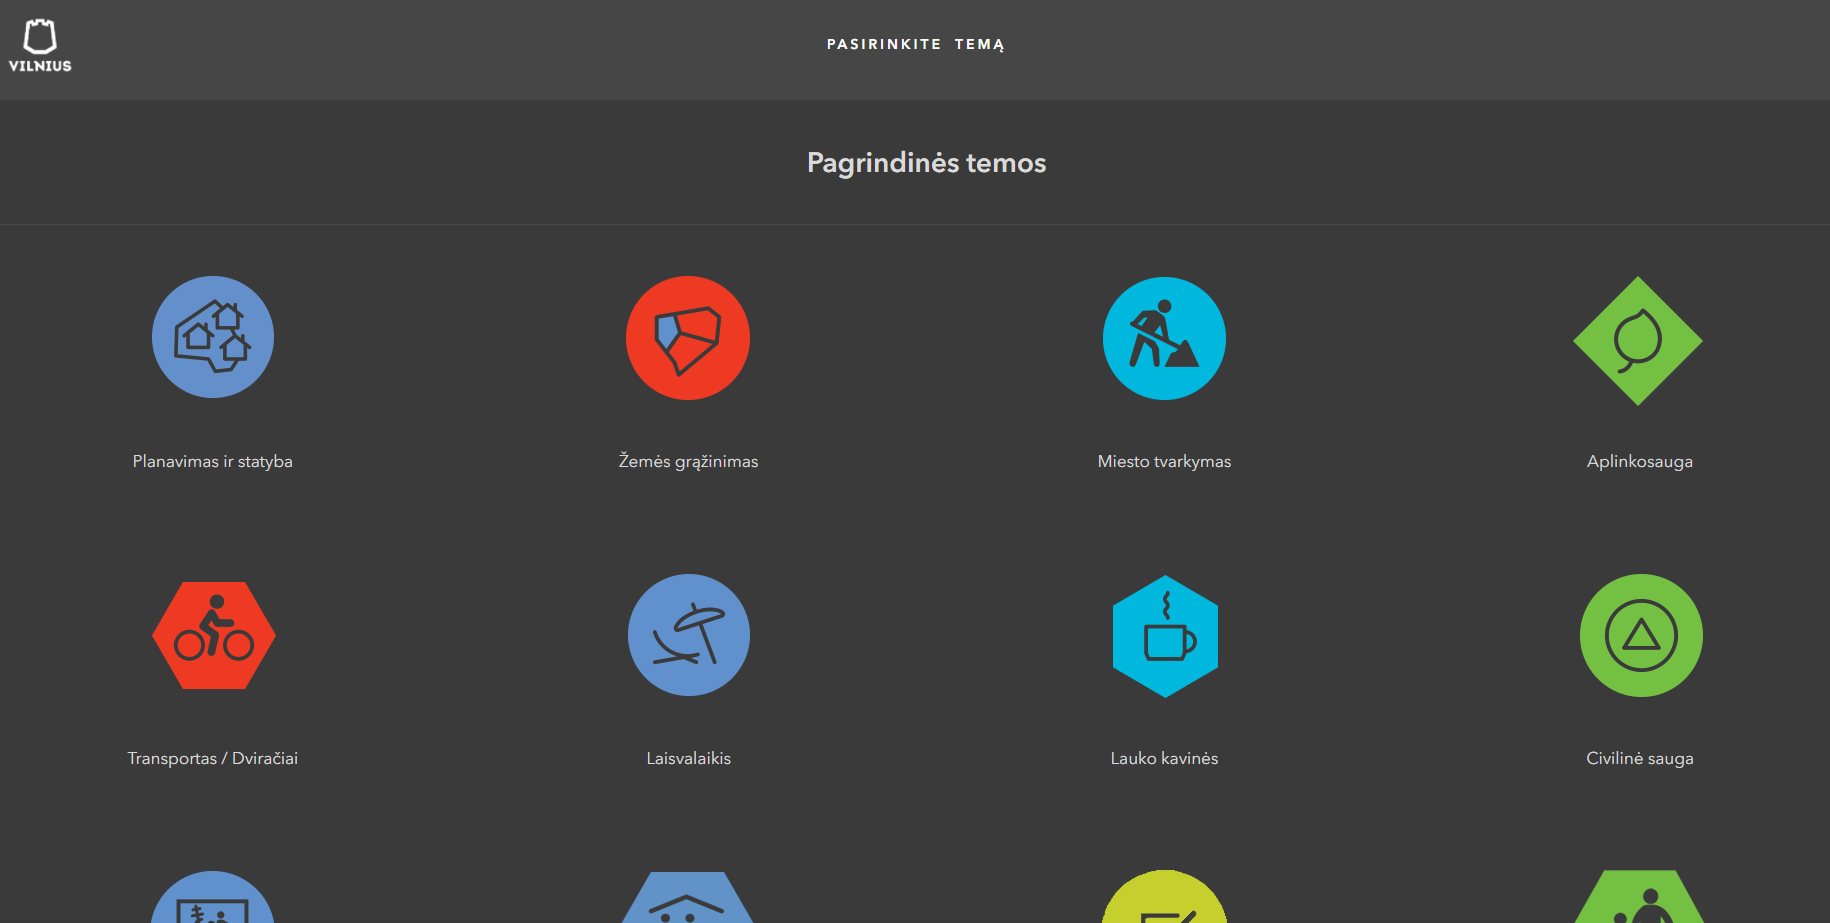 VILNIUS
PASIRINKITE TEMĄ
Pagrindinės temos
Planavimas ir statyba
Žemės grąžinimas
Miesto tvarkymas
Aplinkosauga
Transportas / Dviračiai
Laisvalaikis
Lauko kavinės
Civilinė sauga